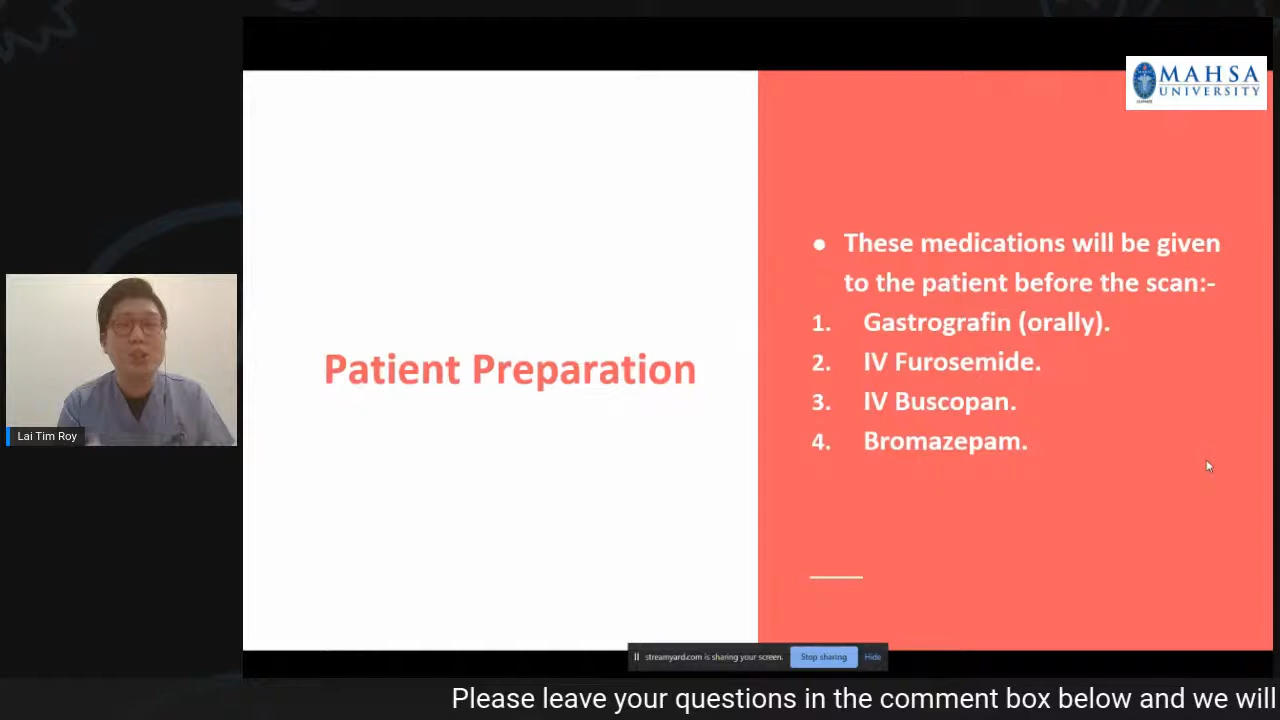 MAHSA
UNIVERSITY
Patient Preparation
● These medications will be given
to the patient before the scan:-
1. Gastrografin (orally).
2. IV Furosemide.
3. IV Buscopan.
4. Bromazepam.
Lai Tim Roy
streamyard.com is sharing your screen. Stop sharing Hide
Please leave your questions in the comment box below and we will